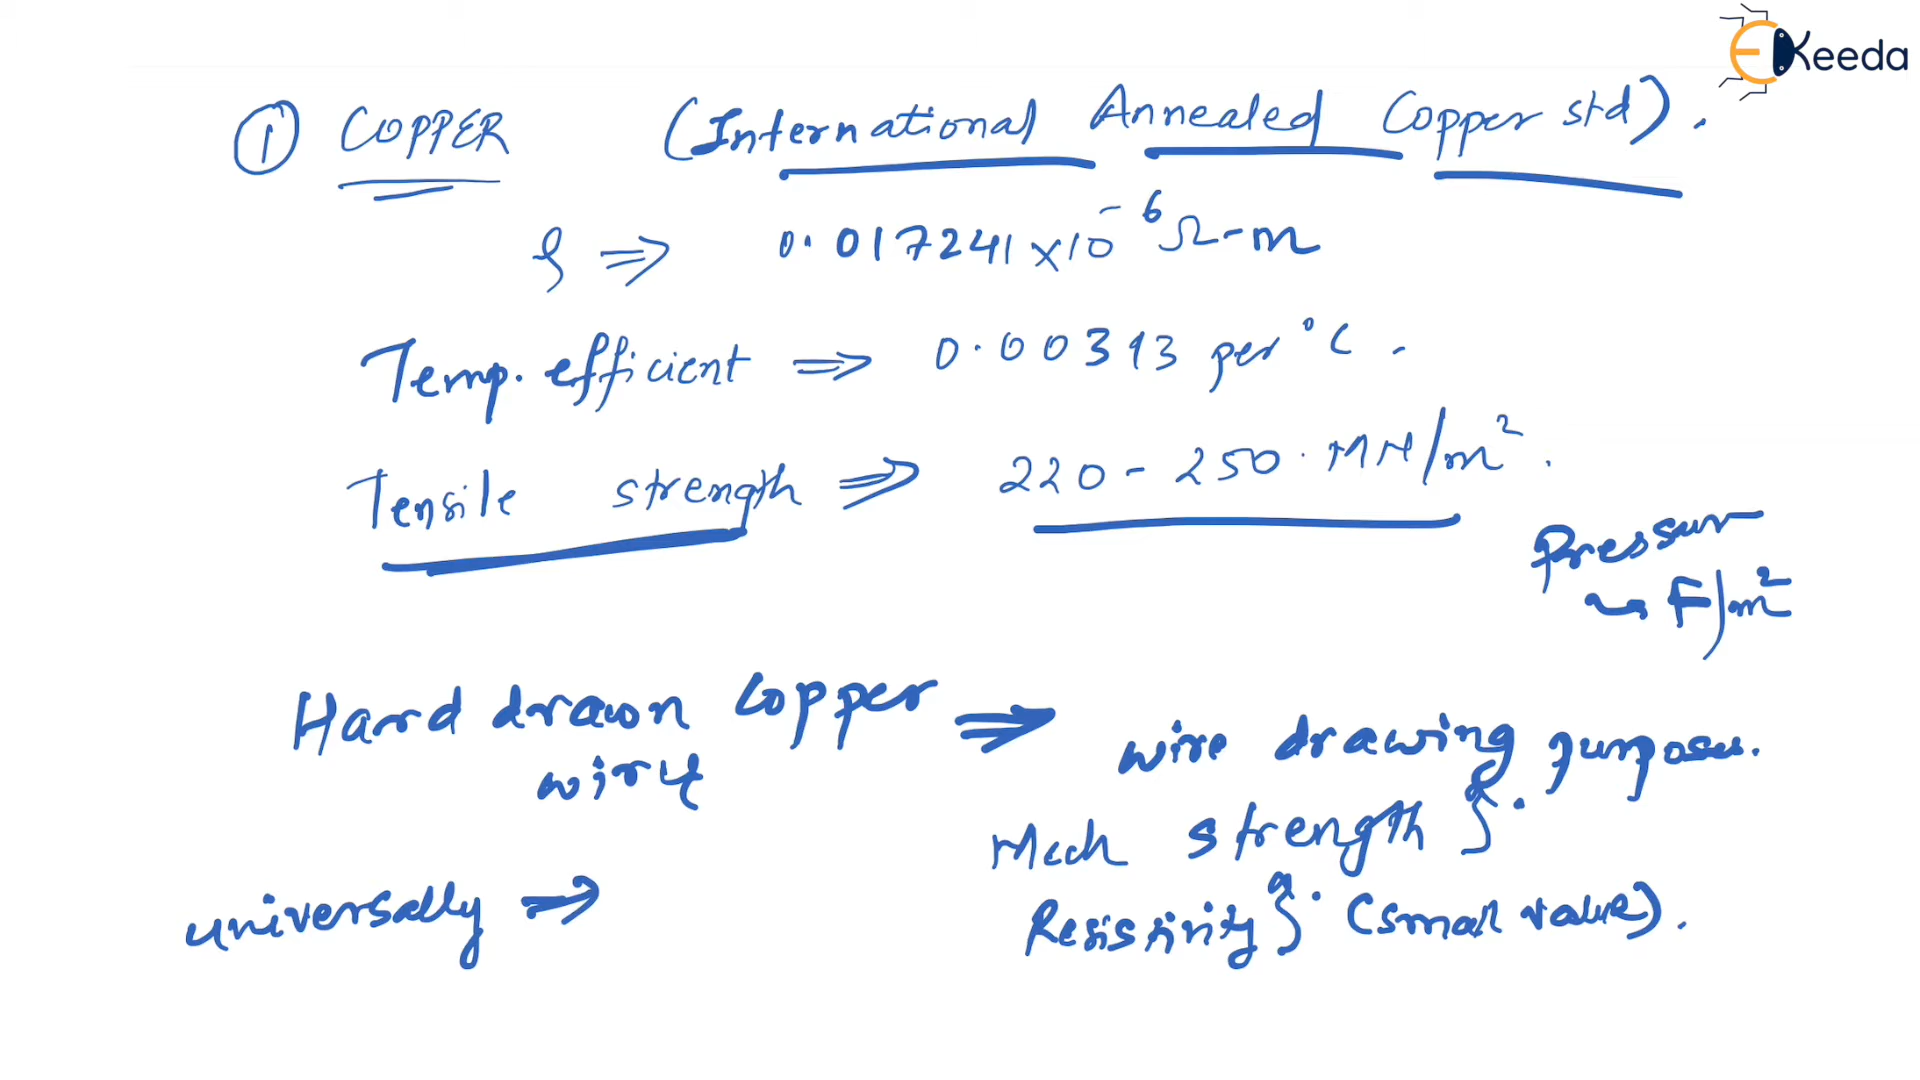 EKeeda
① COPPER (International Annealed Copper std).
ρ ⇒ 0.017241×10⁻⁶ Ω-m
Temp. efficient ⇒ 0.00393 per °C.
Tensile strength ⇒ 220 - 250. MN/m².
Pressure
→ F/m²
Hard drawn copper ⇒ wire drawing purposes.
wire
Mech strength }.
universally ⇒ Resistivity }. (small value).